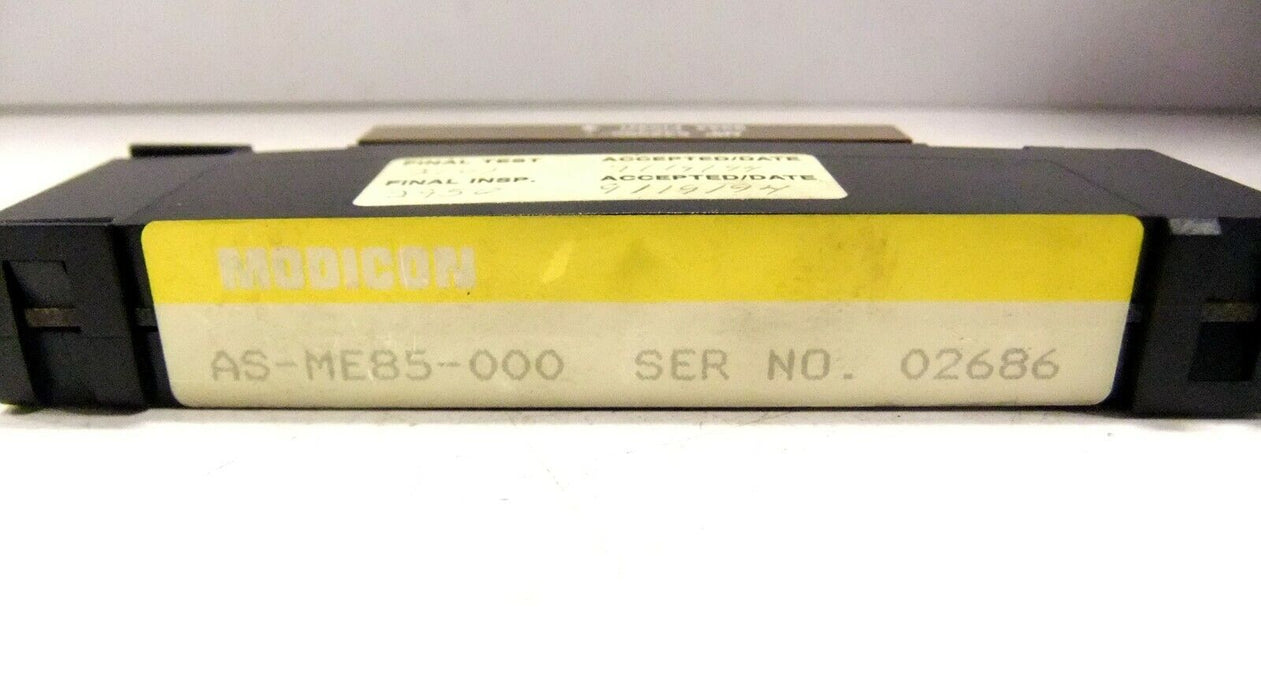 FINAL TEST ACCEPTED/DATE
FINAL INSP. ACCEPTED/DATE
9/19/94
MODICON
AS-ME85-000 SER NO. 02686